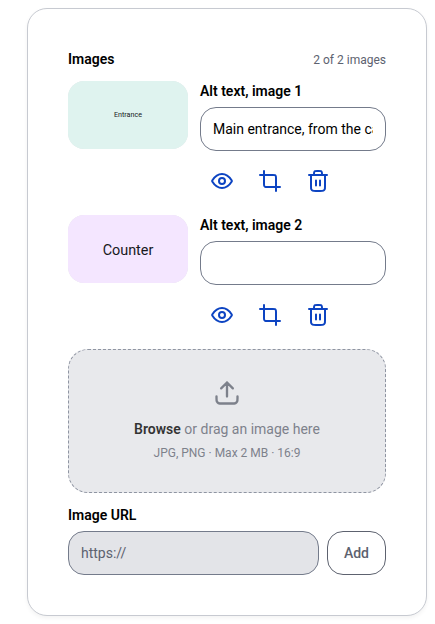 Images
2 of 2 images
Entrance
Alt text, image 1
Main entrance, from the c
Counter
Alt text, image 2
Browse or drag an image here
JPG, PNG · Max 2 MB · 16:9
Image URL
https://
Add